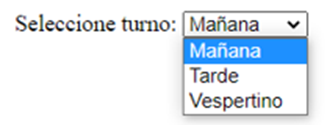 Seleccione turno: Mañana
Mañana
Tarde
Vespertino